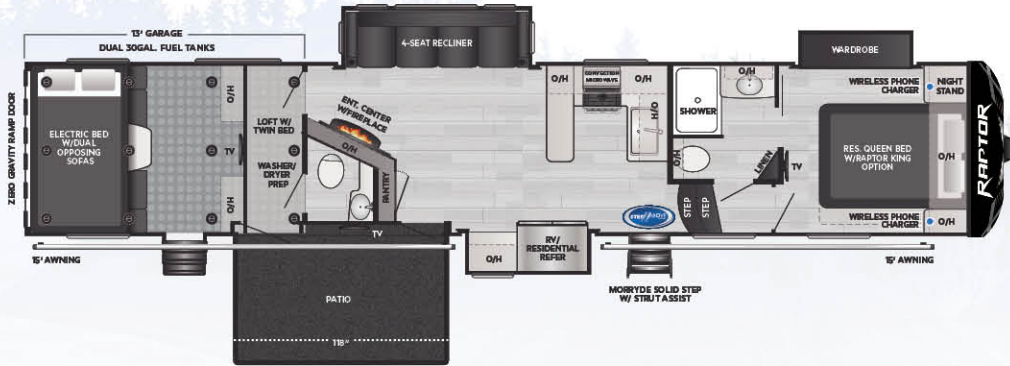 13' GARAGE
DUAL 30GAL. FUEL TANKS
ZERO GRAVITY RAMP DOOR
ELECTRIC BED
W/DUAL
OPPOSING
SOFAS
O/H
TV
O/H
LOFT W/
TWIN BED
WASHER/
DRYER
PREP
ENT. CENTER
W/FIREPLACE
O/H
PANTRY
TV
4-SEAT RECLINER
O/H
CONVECTION
MICROWAVE
O/H
O/H
SHOWER
O/H
O/H
LINEN
TV
STEP
STEP
WARDROBE
WIRELESS PHONE
CHARGER
NIGHT
STAND
RES. QUEEN BED
W/RAPTOR KING
OPTION
O/H
WIRELESS PHONE
CHARGER
O/H
RAPTOR
15' AWNING
PATIO
118"
O/H
RV/
RESIDENTIAL
REFER
STEP ABOVE
MORRYDE SOLID STEP
W/ STRUT ASSIST
15' AWNING